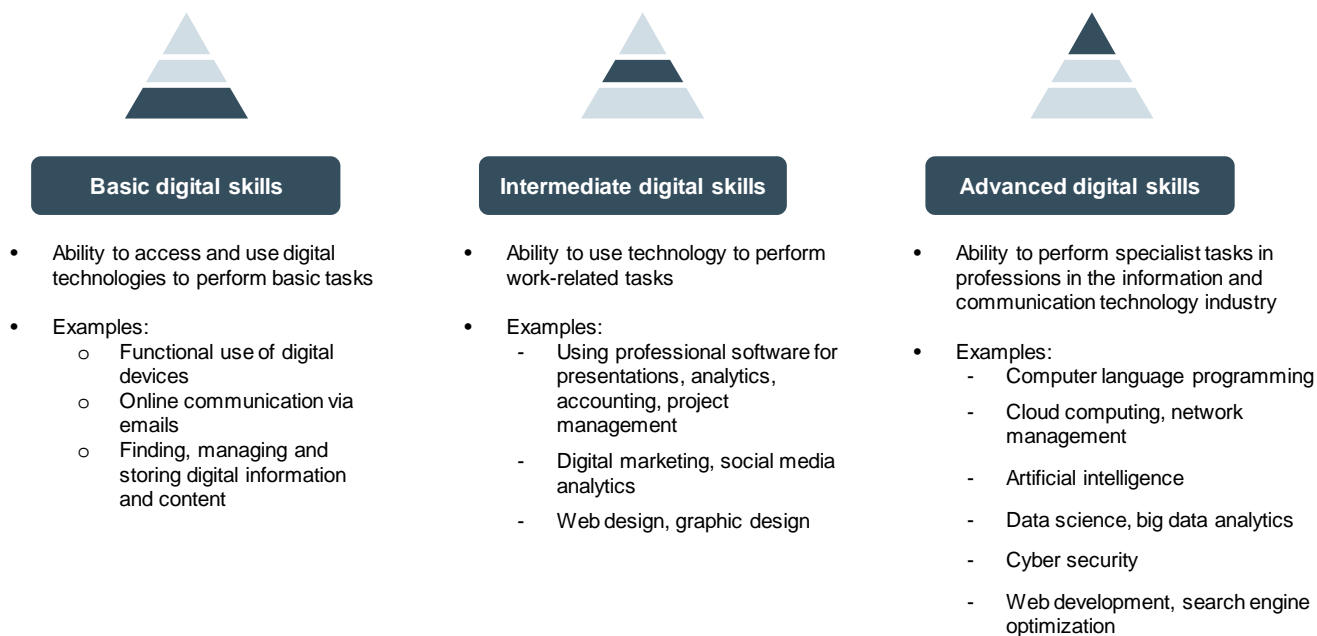 Basic digital skills
• Ability to access and use digital
technologies to perform basic tasks
• Examples:
o Functional use of digital
devices
o Online communication via
emails
o Finding, managing and
storing digital information
and content
Intermediate digital skills
• Ability to use technology to perform
work-related tasks
• Examples:
- Using professional software for
presentations, analytics,
accounting, project
management
- Digital marketing, social media
analytics
- Web design, graphic design
Advanced digital skills
• Ability to perform specialist tasks in
professions in the information and
communication technology industry
• Examples:
- Computer language programming
- Cloud computing, network
management
- Artificial intelligence
- Data science, big data analytics
- Cyber security
- Web development, search engine
optimization